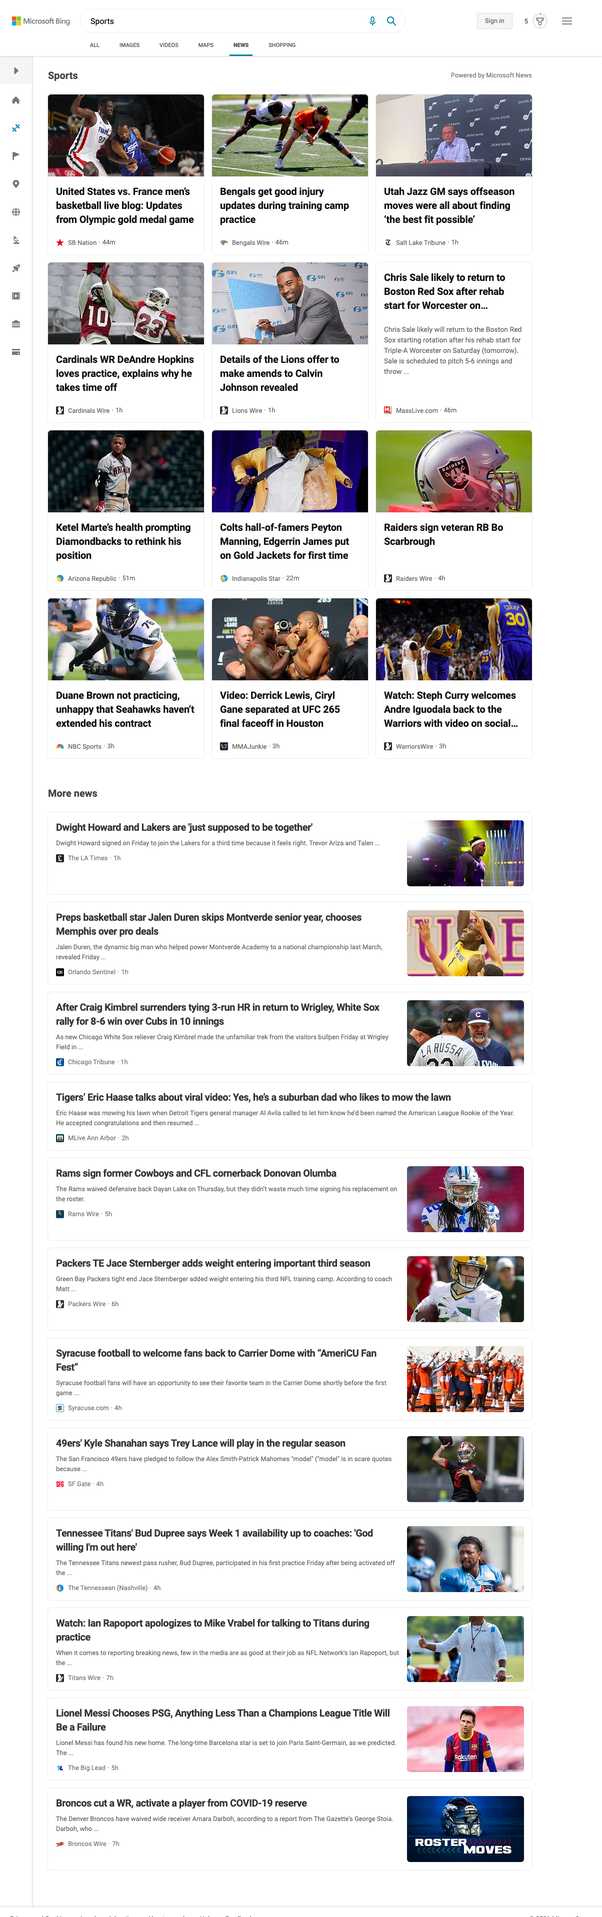 Microsoft Bing
Sports
Sign in
5
ALL
IMAGES
VIDEOS
MAPS
NEWS
SHOPPING
Sports
Powered by Microsoft News
United States vs. France men's
basketball live blog: Updates
from Olympic gold medal game
SB Nation · 44m
Bengals get good injury
updates during training camp
practice
Bengals Wire · 46m
Utah Jazz GM says offseason
moves were all about finding
'the best fit possible'
Salt Lake Tribune · 1h
Cardinals WR DeAndre Hopkins
loves practice, explains why he
takes time off
Cardinals Wire · 1h
Details of the Lions offer to
make amends to Calvin
Johnson revealed
Lions Wire · 1h
Chris Sale likely to return to
Boston Red Sox after rehab
start for Worcester on...
Chris Sale likely will return to the Boston Red
Sox starting rotation after his rehab start for
Triple-A Worcester on Saturday (tomorrow).
Sale is scheduled to pitch 5-6 innings and
throw ...
MassLive.com · 46m
Ketel Marte's health prompting
Diamondbacks to rethink his
position
Arizona Republic · 51m
Colts hall-of-famers Peyton
Manning, Edgerrin James put
on Gold Jackets for first time
Indianapolis Star · 22m
RAIDERS
Raiders sign veteran RB Bo
Scarbrough
Raiders Wire · 4h
Duane Brown not practicing,
unhappy that Seahawks haven't
extended his contract
NBC Sports · 3h
265
Video: Derrick Lewis, Ciryl
Gane separated at UFC 265
final faceoff in Houston
MMAJunkie · 3h
30
Watch: Steph Curry welcomes
Andre Iguodala back to the
Warriors with video on social...
WarriorsWire · 3h
More news
Dwight Howard and Lakers are 'just supposed to be together'
Dwight Howard signed on Friday to join the Lakers for a third time because it feels right. Trevor Ariza and Talen ...
The LA Times · 1h
Preps basketball star Jalen Duren skips Montverde senior year, chooses
Memphis over pro deals
Jalen Duren, the dynamic big man who helped power Montverde Academy to a national championship last March,
revealed Friday ...
Orlando Sentinel · 1h
After Craig Kimbrel surrenders tying 3-run HR in return to Wrigley, White Sox
rally for 8-6 win over Cubs in 10 innings
As new Chicago White Sox reliever Craig Kimbrel made the unfamiliar trek from the visitors bullpen Friday at Wrigley
Field in ...
Chicago Tribune · 1h
LA RUSSA
22
Tigers' Eric Haase talks about viral video: Yes, he's a suburban dad who likes to mow the lawn
Eric Haase was mowing his lawn when Detroit Tigers general manager Al Avila called to let him know he'd been named the American League Rookie of the Year.
He accepted congratulations and then resumed ...
MLive Ann Arbor · 2h
Rams sign former Cowboys and CFL cornerback Donovan Olumba
The Rams waived defensive back Dayan Lake on Thursday, but they didn't waste much time signing his replacement on
the roster.
Rams Wire · 5h
Packers TE Jace Sternberger adds weight entering important third season
Green Bay Packers tight end Jace Sternberger added weight entering his third NFL training camp. According to coach
Matt ...
Packers Wire · 6h
Syracuse football to welcome fans back to Carrier Dome with "AmeriCU Fan
Fest"
Syracuse football fans will have an opportunity to see their favorite team in the Carrier Dome shortly before the first
game ...
Syracuse.com · 4h
49ers' Kyle Shanahan says Trey Lance will play in the regular season
The San Francisco 49ers have pledged to follow the Alex Smith-Patrick Mahomes "model" ("model" is in scare quotes
because ...
SF Gate · 4h
Tennessee Titans' Bud Dupree says Week 1 availability up to coaches: 'God
willing I'm out here'
The Tennessee Titans newest pass rusher, Bud Dupree, participated in his first practice Friday after being activated off
the ...
The Tennessean (Nashville) · 4h
Watch: Ian Rapoport apologizes to Mike Vrabel for talking to Titans during
practice
When it comes to reporting breaking news, few in the media are as good at their job as NFL Network's Ian Rapoport, but
the ...
Titans Wire · 7h
Lionel Messi Chooses PSG, Anything Less Than a Champions League Title Will
Be a Failure
Lionel Messi has found his new home. The long-time Barcelona star is set to join Paris Saint-Germain, as we predicted.
The ...
The Big Lead · 5h
Rakuten
Broncos cut a WR, activate a player from COVID-19 reserve
The Denver Broncos have waived wide receiver Amara Darboh, according to a report from The Gazette's George Stoia.
Darboh, who ...
Broncos Wire · 7h
ROSTER
MOVES